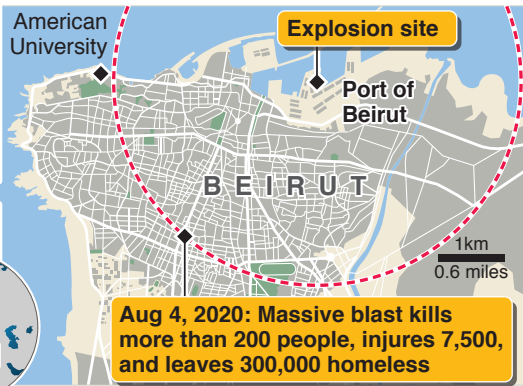 American
University
Explosion site
Port of
Beirut
BEIRUT
1km
0.6 miles
Aug 4, 2020: Massive blast kills
more than 200 people, injures 7,500,
and leaves 300,000 homeless